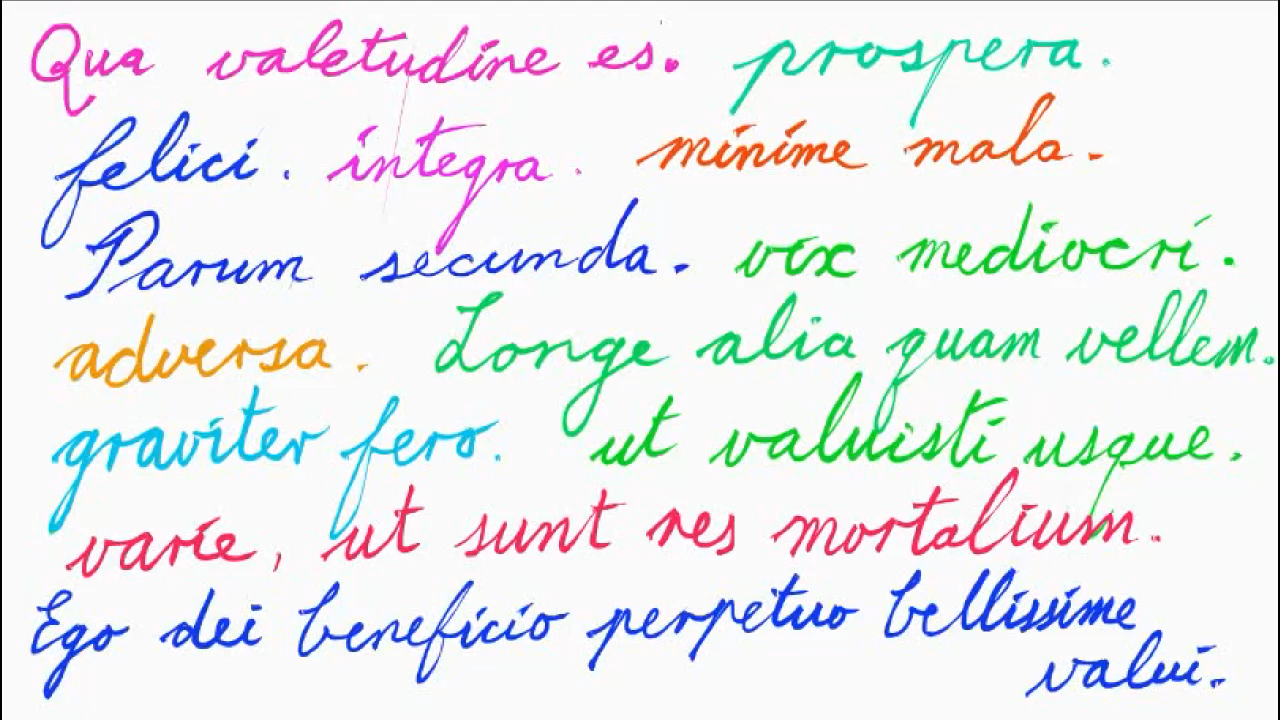 Qua valetudine es. prospera.
felici. integra. minime mala.
Parum secunda. vix mediocri.
adversa. Longe alia quam vellem.
graviter fero. ut valuisti usque.
varie, ut sunt res mortalium.
Ego dei beneficio perpetuo bellissime
valui.